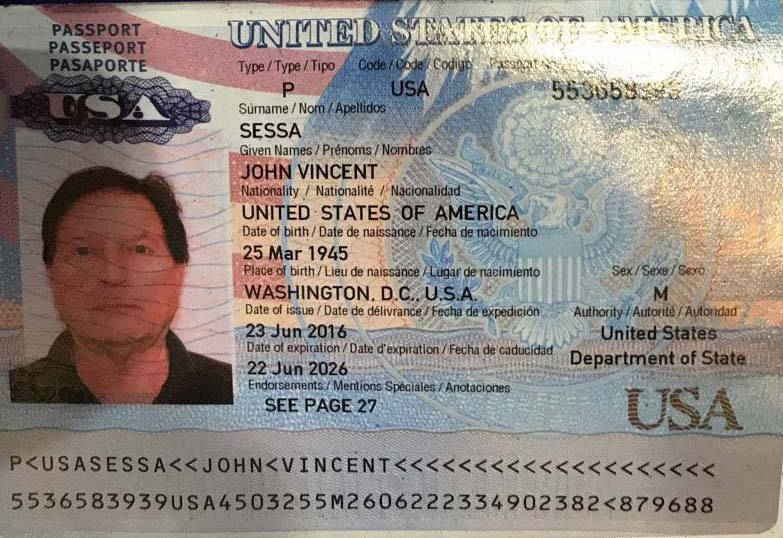 PASSPORT
PASSEPORT
PASAPORTE
USA
UNITED STATES OF AMERICA
Type / Type / Tipo Code / Code / Codigo Passport
P USA
Surname / Nom / Apellidos
SESSA
Given Names / Prénoms / Nombres
JOHN VINCENT
Nationality / Nationalité / Nacionalidad
UNITED STATES OF AMERICA
Date of birth / Date de naissance / Fecha de nacimiento
25 Mar 1945
Place of birth / Lieu de naissance / Lugar de nacimiento Sex / Sexe / Sexo
WASHINGTON, D.C., U.S.A. M
Date of issue / Date de délivrance / Fecha de expedición Authority / Autorité / Autoridad
23 Jun 2016 United States
Date of expiration / Date d'expiration / Fecha de caducidad Department of State
22 Jun 2026
Endorsements / Mentions Spéciales / Anotaciones
SEE PAGE 27
USA
P<USASESSA<<JOHN<VINCENT<<<<<<<<<<<<<<<<<<<<
5536583939USA4503255M2606222334902382<879688